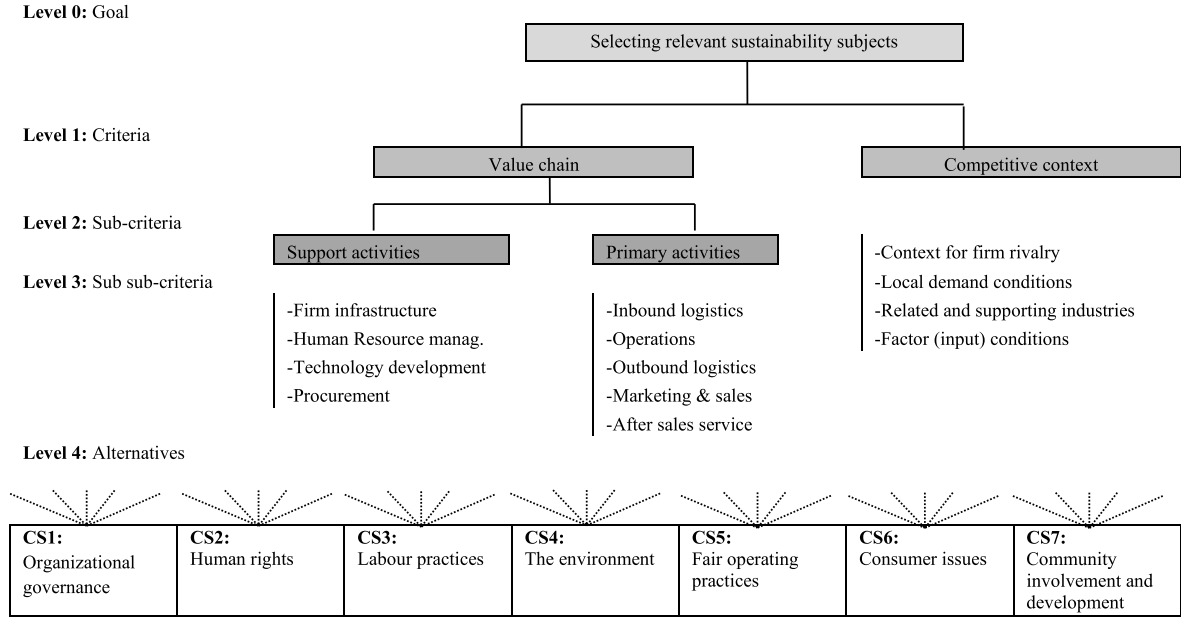 Level 0: Goal
Selecting relevant sustainability subjects
Level 1: Criteria
Value chain
Competitive context
Level 2: Sub-criteria
Support activities
Primary activities
-Context for firm rivalry
-Local demand conditions
-Related and supporting industries
-Factor (input) conditions
Level 3: Sub sub-criteria
-Firm infrastructure
-Human Resource manag.
-Technology development
-Procurement
-Inbound logistics
-Operations
-Outbound logistics
-Marketing & sales
-After sales service
Level 4: Alternatives
CS1:
Organizational
governance
CS2:
Human rights
CS3:
Labour practices
CS4:
The environment
CS5:
Fair operating
practices
CS6:
Consumer issues
CS7:
Community
involvement and
development